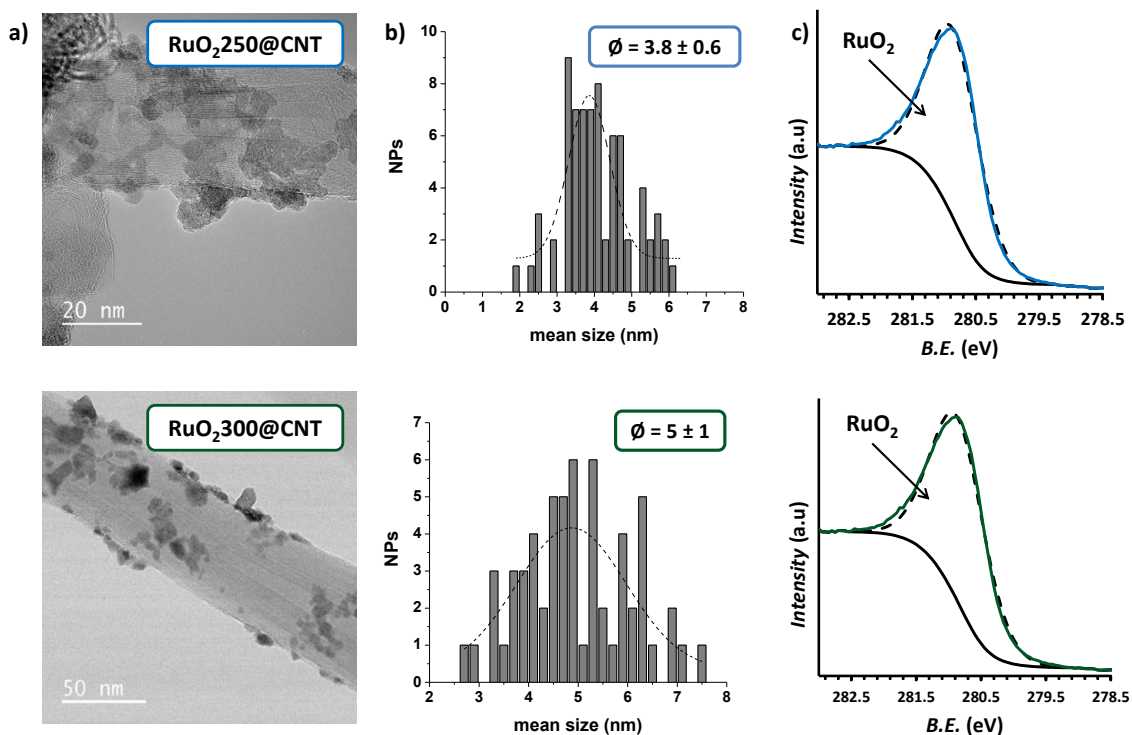 a)
RuO₂250@CNT
20 nm
b)
Ø = 3.8 ± 0.6
NPs
10
8
6
4
2
0
0 1 2 3 4 5 6 7 8
mean size (nm)
c)
RuO₂
Intensity (a.u)
282.5 281.5 280.5 279.5 278.5
B.E. (eV)
RuO₂300@CNT
50 nm
Ø = 5 ± 1
NPs
7
6
5
4
3
2
1
0
2 3 4 5 6 7 8
mean size (nm)
RuO₂
Intensity (a.u)
282.5 281.5 280.5 279.5 278.5
B.E. (eV)